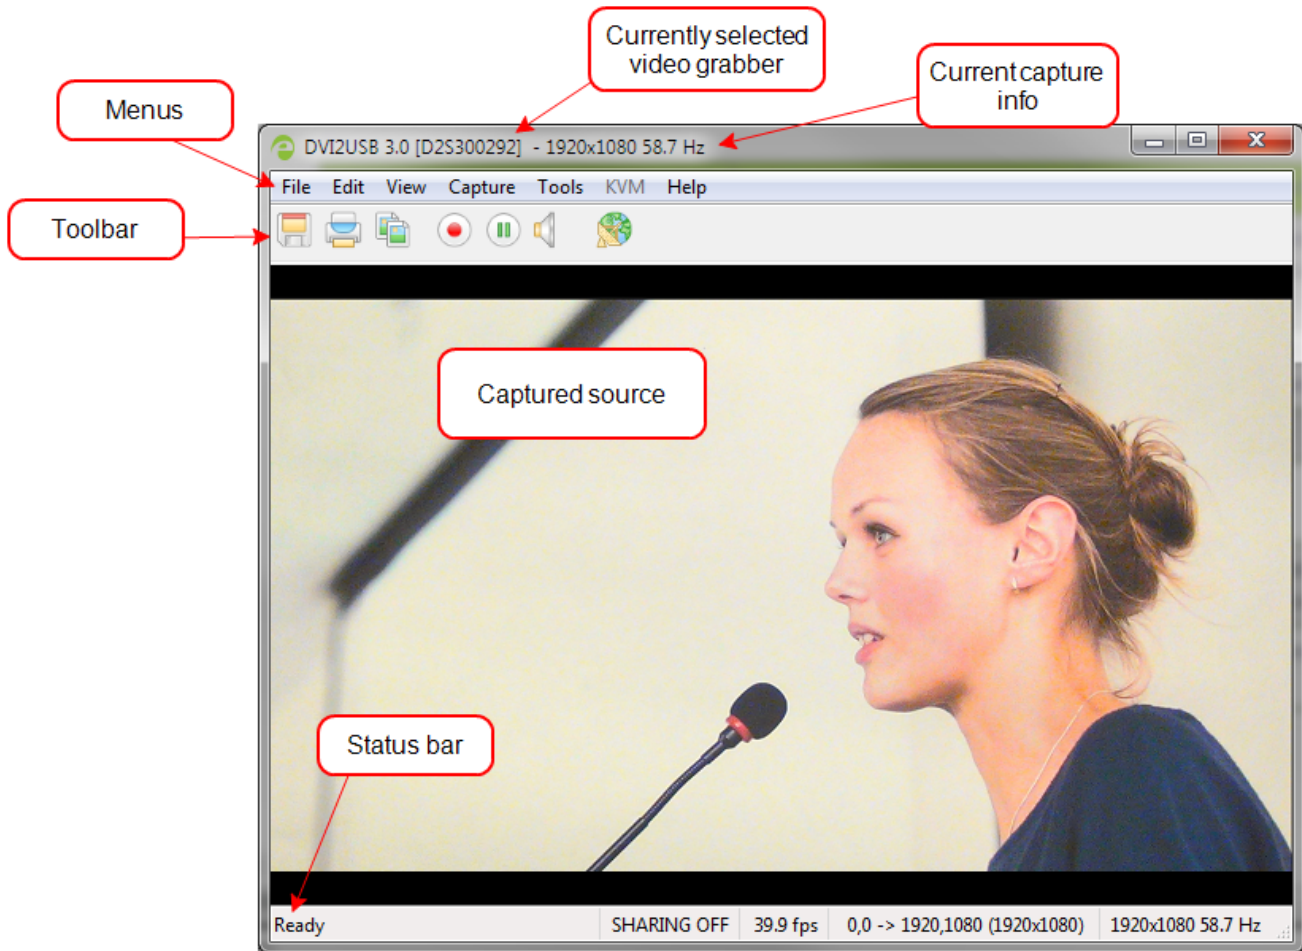 Currently selected
video grabber
Current capture
info
Menus
DVI2USB 3.0 [D2S300292] - 1920x1080 58.7 Hz
File Edit View Capture Tools KVM Help
Toolbar
Captured source
Status bar
Ready SHARING OFF 39.9 fps 0,0 -> 1920,1080 (1920x1080) 1920x1080 58.7 Hz